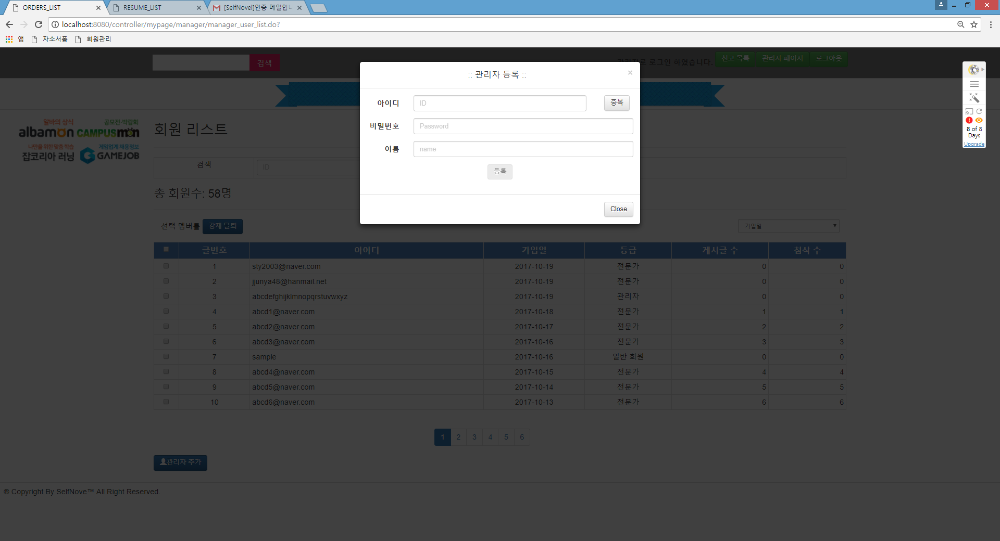 ORDERS_LIST
RESUME_LIST
[SelfNovel]인증 메일입니
localhost:8080/controller/mypage/manager/manager_user_list.do?
앱
자소서폼
회원관리
검색
관리자로 로그인 하였습니다.
신고 목록
관리자 페이지
로그아웃
:: 관리자 등록 ::
×
아이디
ID
중복
비밀번호
Password
이름
name
등록
Close
8 of 8
Days
Upgrade
알바의 상식
albamon
공모전·박람회
CAMPUSmon
나만을 위한 맞춤 학습
잡코리아 러닝
게임업계 채용정보
GAMEJOB
회원 리스트
검색
ID
총 회원수: 58명
선택 멤버를
강제 탈퇴
가입일
글번호 아이디 가입일 등급 게시글 수 첨삭 수
1 sty2003@naver.com 2017-10-19 전문가 0 0
2 jjunya48@hanmail.net 2017-10-19 전문가 0 0
3 abcdefghijklmnopqrstuvwxyz 2017-10-19 관리자 0 0
4 abcd1@naver.com 2017-10-18 전문가 1 1
5 abcd2@naver.com 2017-10-17 전문가 2 2
6 abcd3@naver.com 2017-10-16 전문가 3 3
7 sample 2017-10-16 일반 회원 0 0
8 abcd4@naver.com 2017-10-15 전문가 4 4
9 abcd5@naver.com 2017-10-14 전문가 5 5
10 abcd6@naver.com 2017-10-13 전문가 6 6
1 2 3 4 5 6
관리자 추가
® Copyright By SelfNove™ All Right Reserved.